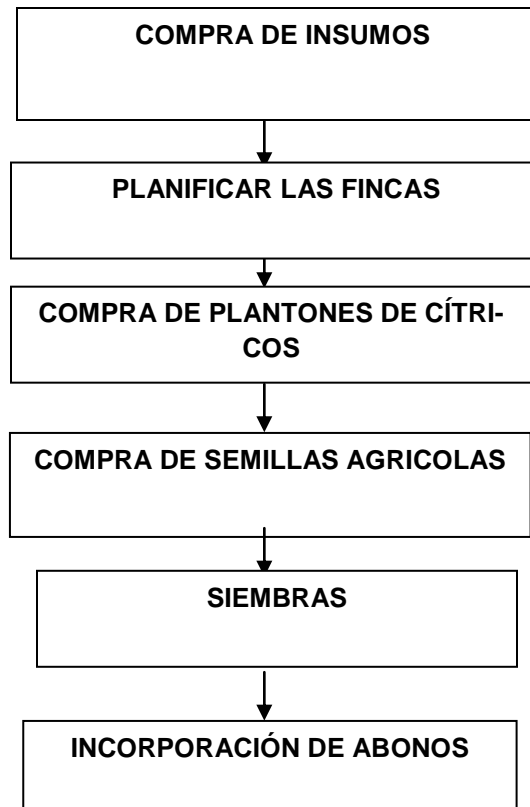 COMPRA DE INSUMOS
PLANIFICAR LAS FINCAS
COMPRA DE PLANTONES DE CÍTRI-
COS
COMPRA DE SEMILLAS AGRICOLAS
SIEMBRAS
INCORPORACIÓN DE ABONOS